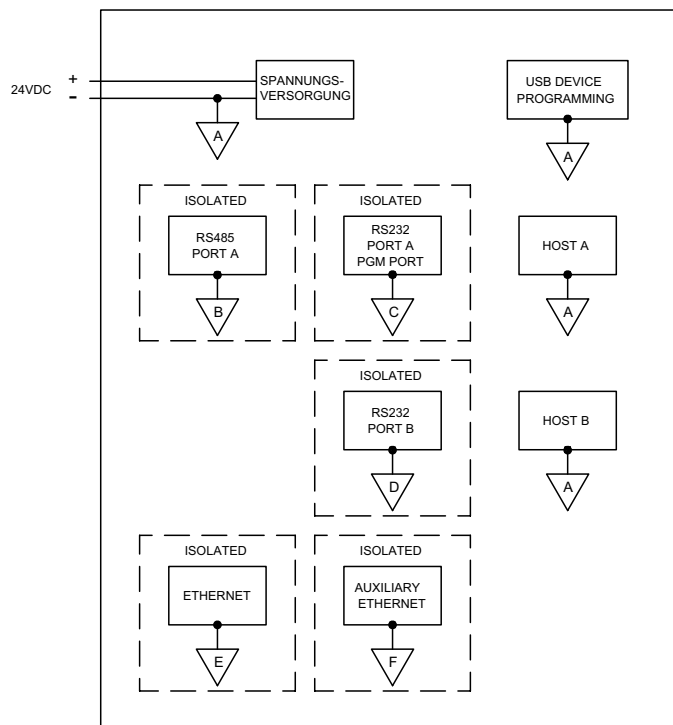 24VDC
+
-
SPANNUNGS-
VERSORGUNG
A
USB DEVICE
PROGRAMMING
A
ISOLATED
RS485
PORT A
B
ISOLATED
RS232
PORT A
PGM PORT
C
HOST A
A
ISOLATED
RS232
PORT B
D
HOST B
A
ISOLATED
ETHERNET
E
ISOLATED
AUXILIARY
ETHERNET
F